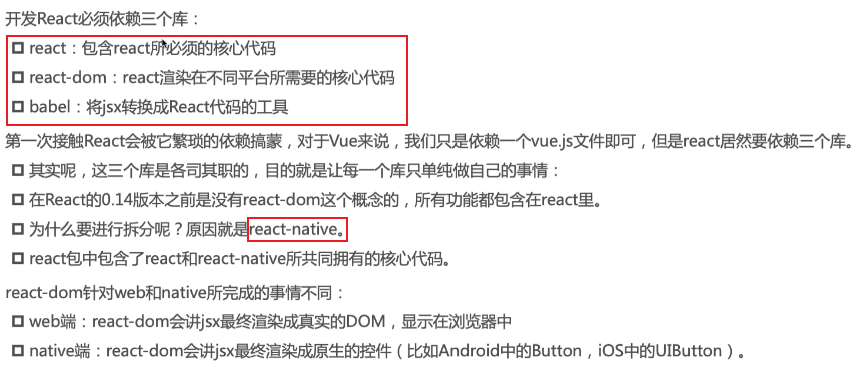 开发React必须依赖三个库：
react：包含react所必须的核心代码
react-dom：react渲染在不同平台所需要的核心代码
babel：将jsx转换成React代码的工具
第一次接触React会被它繁琐的依赖搞蒙，对于Vue来说，我们只是依赖一个vue.js文件即可，但是react居然要依赖三个库。
其实呢，这三个库是各司其职的，目的就是让每一个库只单纯做自己的事情：
在React的0.14版本之前是没有react-dom这个概念的，所有功能都包含在react里。
为什么要进行拆分呢？原因就是react-native。
react包中包含了react和react-native所共同拥有的核心代码。
react-dom针对web和native所完成的事情不同：
web端：react-dom会讲jsx最终渲染成真实的DOM，显示在浏览器中
native端：react-dom会讲jsx最终渲染成原生的控件（比如Android中的Button，iOS中的UIButton）。